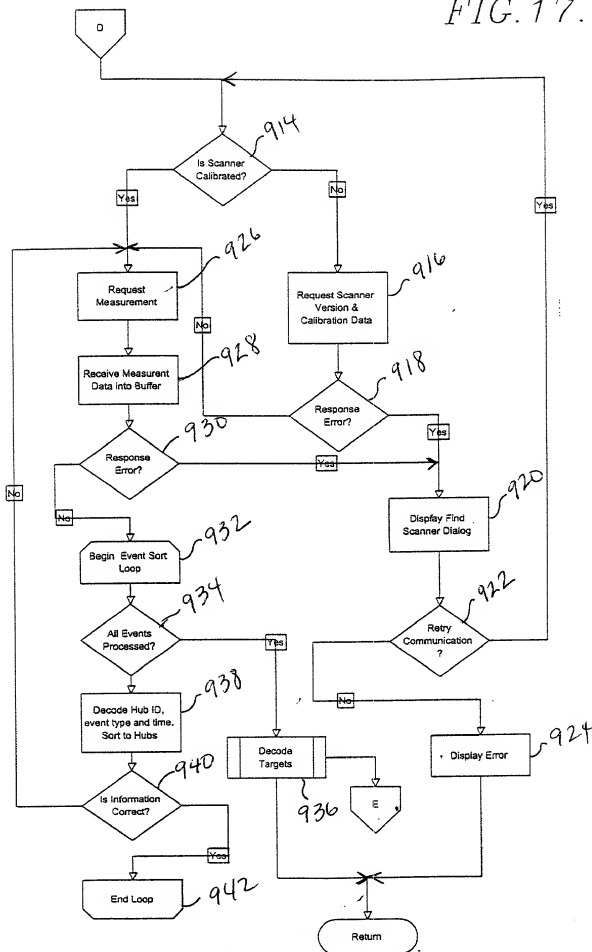 FIG. 17.
D
914
Is Scanner
Calibrated?
Yes
No
Yes
926
Request
Measurement
916
Request Scanner
Version &
Calibration Data
No
928
Receive Measurent
Data into Buffer
918
Response
Error?
Yes
930
Response
Error?
Yes
No
No
920
Display Find
Scanner Dialog
932
Begin Event Sort
Loop
922
Retry
Communication
?
934
All Events
Processed?
Yes
No
938
Decode Hub ID,
event type and time.
Sort to Hubs
Decode
Targets
936
Display Error
924
E
940
Is Information
Correct?
Yes
End Loop
942
Return